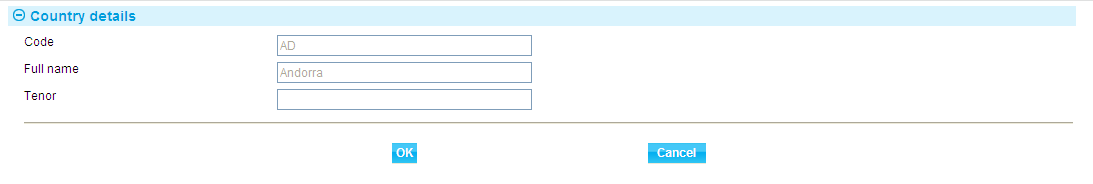 Country details
Code AD
Full name Andorra
Tenor
OK Cancel